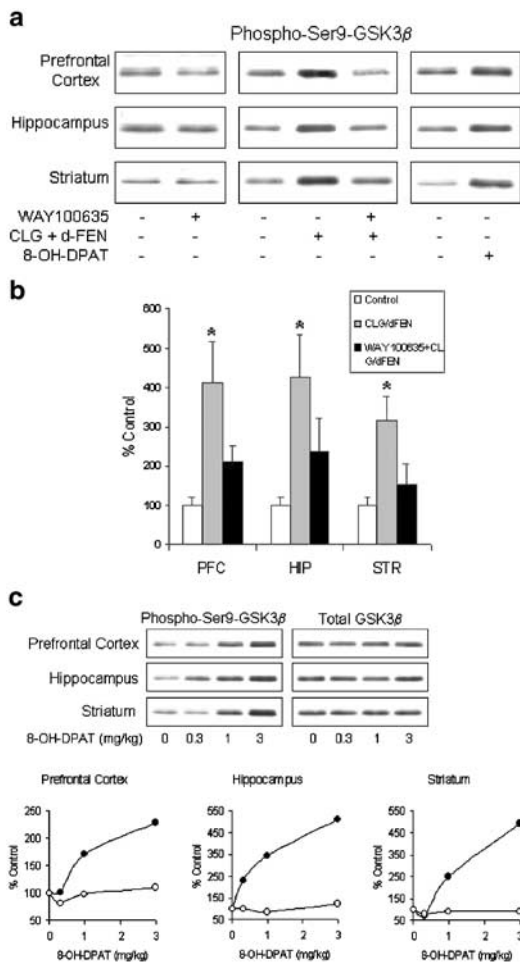 a
Phospho-Ser9-GSK3β
Prefrontal
Cortex
Hippocampus
Striatum
WAY100635 - + - - + - -
CLG + d-FEN - - - + + - -
8-OH-DPAT - - - - - - +
b
600
500
400
300
200
100
0
% Control
Control
CLG/dFEN
WAY100635+CL
G/dFEN
* * *
PFC HIP STR
c
Phospho-Ser9-GSK3β Total GSK3β
Prefrontal Cortex
Hippocampus
Striatum
8-OH-DPAT (mg/kg) 0 0.3 1 3 0 0.3 1 3
Prefrontal Cortex
% Control
250
200
150
100
50
0 1 2 3
8-OH-DPAT (mg/kg)
Hippocampus
% Control
550
450
350
250
150
50
0 1 2 3
8-OH-DPAT (mg/kg)
Striatum
% Control
550
450
350
250
150
50
0 1 2 3
8-OH-DPAT (mg/kg)